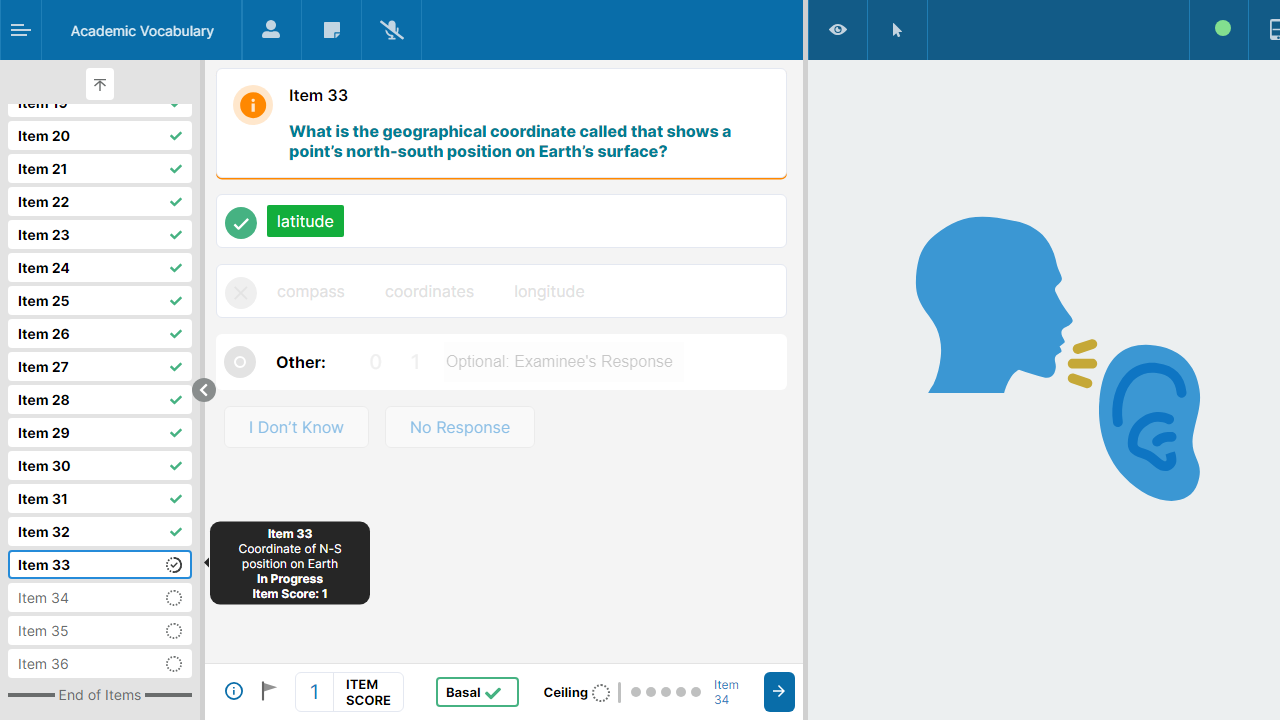 Academic Vocabulary
Item 19
Item 20
Item 21
Item 22
Item 23
Item 24
Item 25
Item 26
Item 27
Item 28
Item 29
Item 30
Item 31
Item 32
Item 33
Item 34
Item 35
Item 36
End of Items
Item 33
What is the geographical coordinate called that shows a
point’s north-south position on Earth’s surface?
latitude
compass coordinates longitude
Other: 0 1 Optional: Examinee's Response
I Don’t Know No Response
Item 33
Coordinate of N-S
position on Earth
In Progress
Item Score: 1
1 ITEM
SCORE
Basal
Ceiling
Item
34